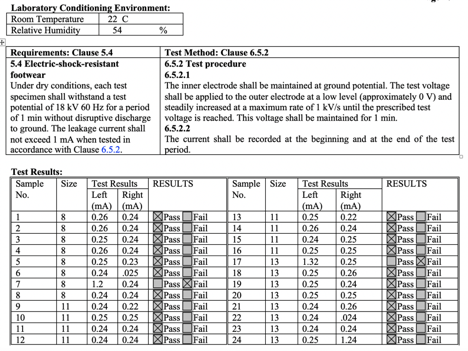 Laboratory Conditioning Environment:
Room Temperature 22 C
Relative Humidity 54 %
Requirements: Clause 5.4
5.4 Electric-shock-resistant
footwear
Under dry conditions, each test
specimen shall withstand a test
potential of 18 kV 60 Hz for a period
of 1 min without disruptive discharge
to ground. The leakage current shall
not exceed 1 mA when tested in
accordance with Clause 6.5.2.
Test Method: Clause 6.5.2
6.5.2 Test procedure
6.5.2.1
The inner electrode shall be maintained at ground potential. The test voltage
shall be applied to the outer electrode at a low level (approximately 0 V) and
steadily increased at a maximum rate of 1 kV/s until the prescribed test
voltage is reached. This voltage shall be maintained for 1 min.
6.5.2.2
The current shall be recorded at the beginning and at the end of the test
period.
Test Results:
Sample No. Size Test Results Left (mA) Right (mA) RESULTS Sample No. Size Test Results Left (mA) Right (mA) RESULTS
1 8 0.26 0.24 ☒Pass ☐Fail 13 11 0.25 0.22 ☒Pass ☐Fail
2 8 0.26 0.24 ☒Pass ☐Fail 14 11 0.26 0.24 ☒Pass ☐Fail
3 8 0.25 0.24 ☒Pass ☐Fail 15 11 0.24 0.25 ☒Pass ☐Fail
4 8 0.26 0.24 ☒Pass ☐Fail 16 11 0.25 0.25 ☒Pass ☐Fail
5 8 0.25 0.23 ☒Pass ☐Fail 17 13 1.32 0.25 ☐Pass ☒Fail
6 8 0.24 .025 ☒Pass ☐Fail 18 13 0.25 0.26 ☒Pass ☐Fail
7 8 1.2 0.24 ☐Pass ☒Fail 19 13 0.25 0.24 ☒Pass ☐Fail
8 8 0.24 0.24 ☒Pass ☐Fail 20 13 0.25 0.25 ☒Pass ☐Fail
9 11 0.24 0.22 ☒Pass ☐Fail 21 13 0.24 0.26 ☒Pass ☐Fail
10 11 0.25 0.25 ☒Pass ☐Fail 22 13 0.24 .024 ☒Pass ☐Fail
11 11 0.24 0.24 ☒Pass ☐Fail 23 13 0.24 0.24 ☒Pass ☐Fail
12 11 0.24 0.24 ☒Pass ☐Fail 24 13 0.25 1.24 ☒Pass ☐Fail